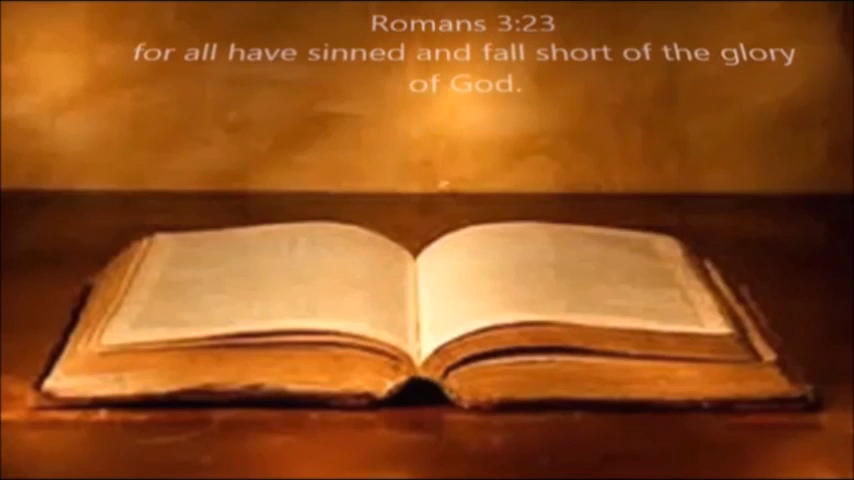 Romans 3:23
for all have sinned and fall short of the glory
of God.